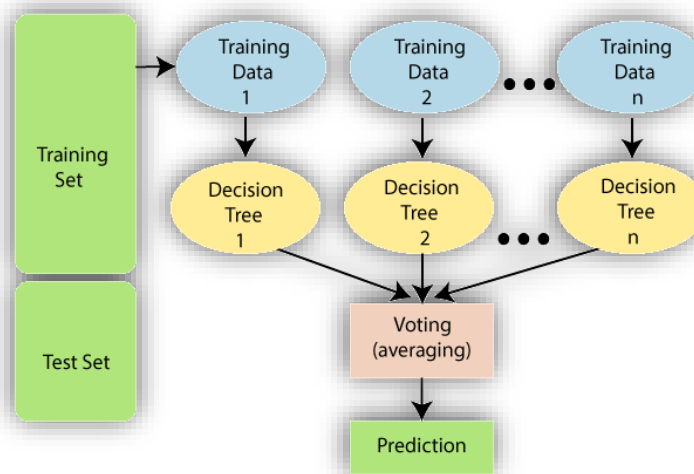 Training
Set
Test Set
Training
Data
1
Training
Data
2
Training
Data
n
Decision
Tree
1
Decision
Tree
2
Decision
Tree
n
Voting
(averaging)
Prediction